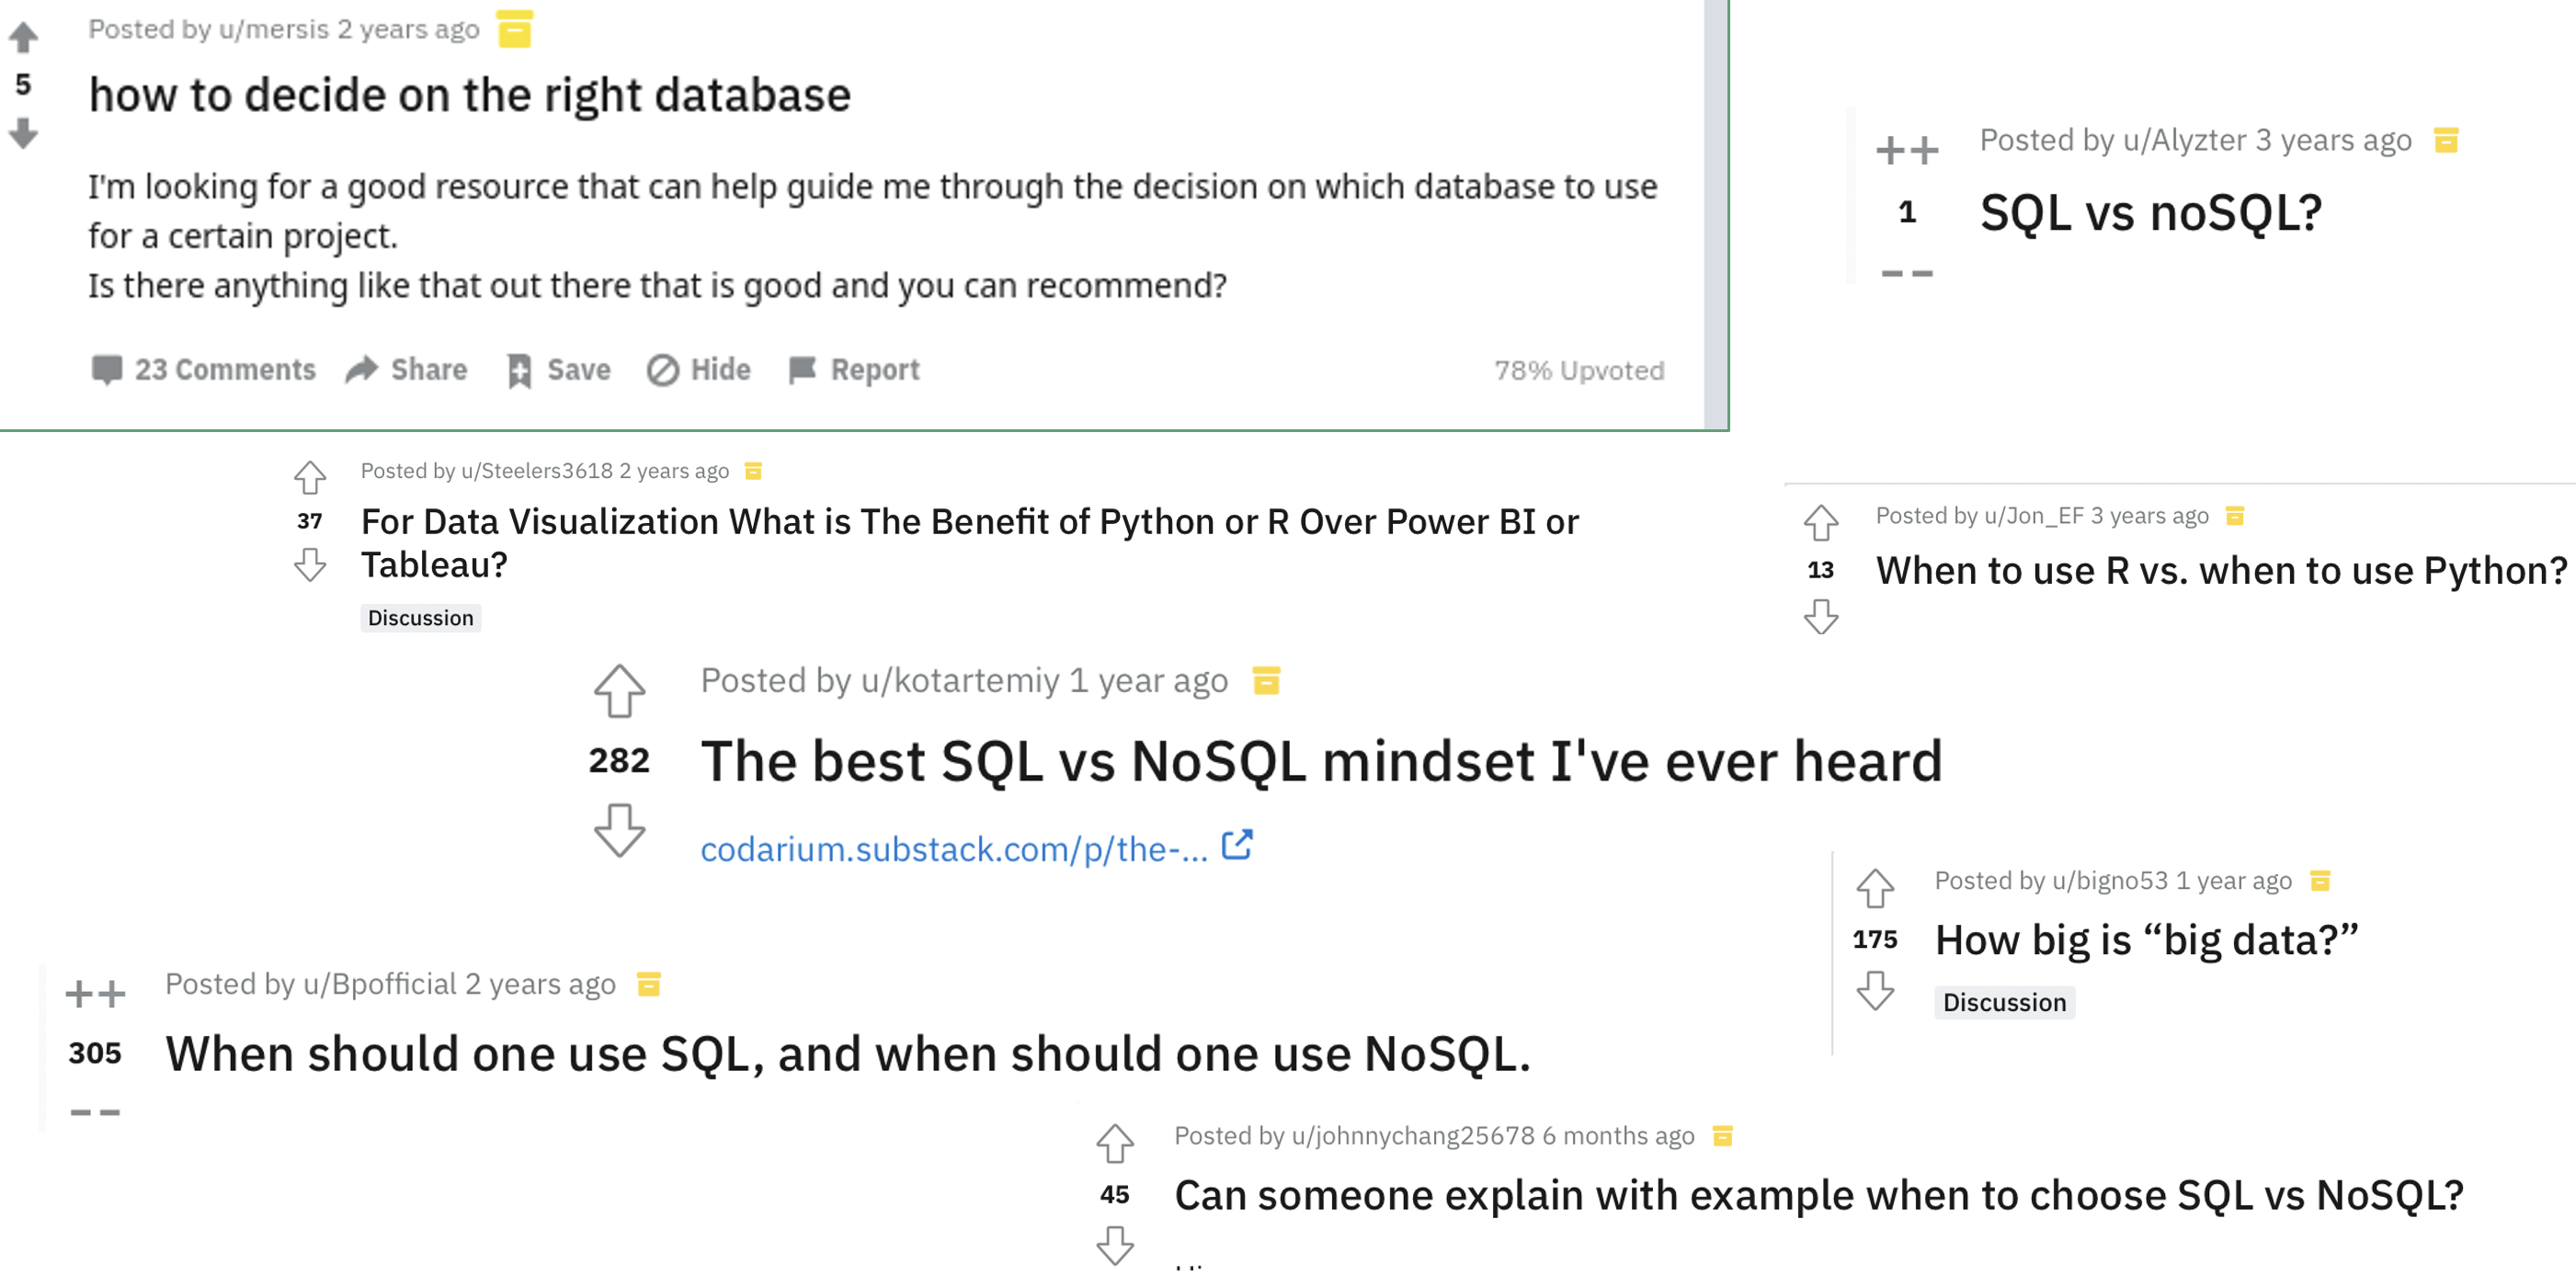 Posted by u/mersis 2 years ago
5
how to decide on the right database
I'm looking for a good resource that can help guide me through the decision on which database to use
for a certain project.
Is there anything like that out there that is good and you can recommend?
23 Comments Share Save Hide Report 78% Upvoted
++
Posted by u/Alyzter 3 years ago
1
SQL vs noSQL?
--
Posted by u/Steelers3618 2 years ago
37
For Data Visualization What is The Benefit of Python or R Over Power BI or
Tableau?
Discussion
Posted by u/Jon_EF 3 years ago
13
When to use R vs. when to use Python?
Posted by u/kotartemiy 1 year ago
282
The best SQL vs NoSQL mindset I've ever heard
codarium.substack.com/p/the-...
Posted by u/bigno53 1 year ago
175
How big is “big data?”
Discussion
++
Posted by u/Bpofficial 2 years ago
305
When should one use SQL, and when should one use NoSQL.
--
Posted by u/johnnychang25678 6 months ago
45
Can someone explain with example when to choose SQL vs NoSQL?